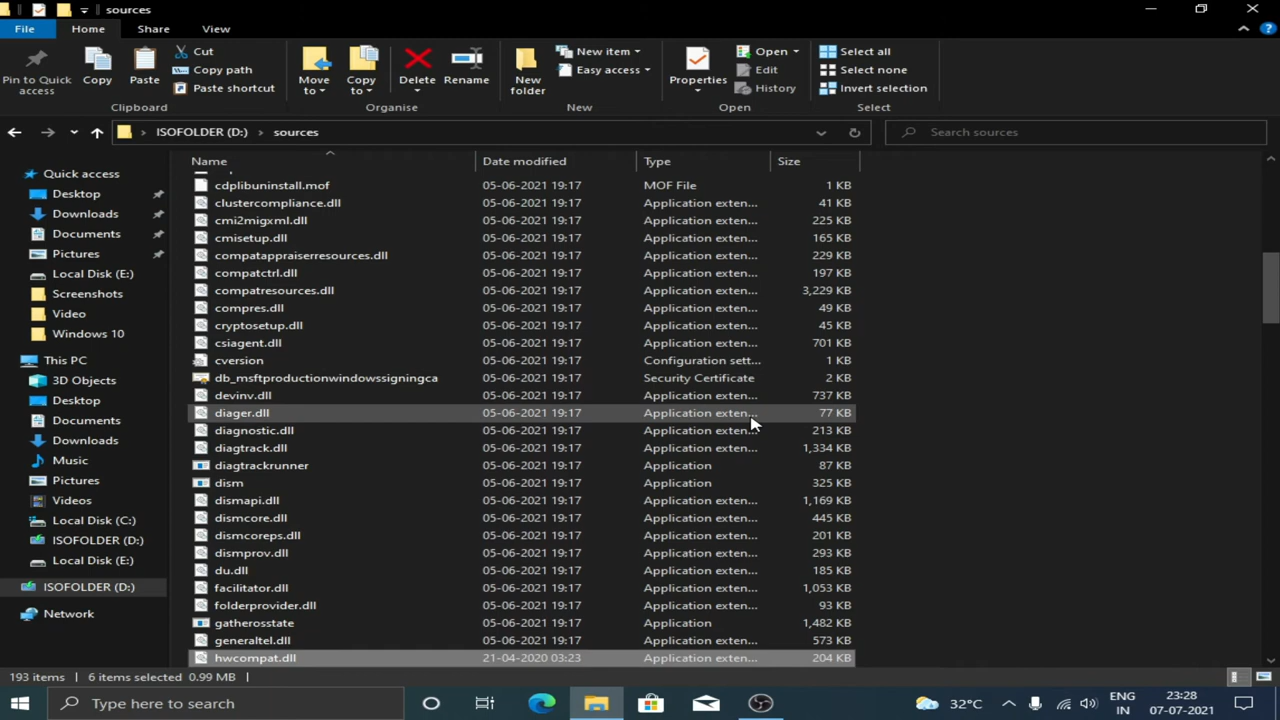 sources
File
Home
Share
View
Pin to Quick access
Copy
Paste
Cut
Copy path
Paste shortcut
Clipboard
Move to
Copy to
Delete
Rename
Organise
New folder
New item
Easy access
New
Properties
Open
Edit
History
Open
Select all
Select none
Invert selection
Select
ISOFOLDER (D:)
sources
Search sources
Quick access
Desktop
Downloads
Documents
Pictures
Local Disk (E:)
Screenshots
Video
Windows 10
This PC
3D Objects
Desktop
Documents
Downloads
Music
Pictures
Videos
Local Disk (C:)
ISOFOLDER (D:)
Local Disk (E:)
ISOFOLDER (D:)
Network
Name Date modified Type Size
cdplibuninstall.mof 05-06-2021 19:17 MOF File 1 KB
clustercompliance.dll 05-06-2021 19:17 Application exten... 41 KB
cmi2migxml.dll 05-06-2021 19:17 Application exten... 225 KB
cmisetup.dll 05-06-2021 19:17 Application exten... 165 KB
compatappraiserresources.dll 05-06-2021 19:17 Application exten... 229 KB
compatctrl.dll 05-06-2021 19:17 Application exten... 197 KB
compatresources.dll 05-06-2021 19:17 Application exten... 3,229 KB
compres.dll 05-06-2021 19:17 Application exten... 49 KB
cryptosetup.dll 05-06-2021 19:17 Application exten... 45 KB
csiagent.dll 05-06-2021 19:17 Application exten... 701 KB
cversion 05-06-2021 19:17 Configuration sett... 1 KB
db_msftproductionwindowssigningca 05-06-2021 19:17 Security Certificate 2 KB
devinv.dll 05-06-2021 19:17 Application exten... 737 KB
diager.dll 05-06-2021 19:17 Application exten... 77 KB
diagnostic.dll 05-06-2021 19:17 Application exten... 213 KB
diagtrack.dll 05-06-2021 19:17 Application exten... 1,334 KB
diagtrackrunner 05-06-2021 19:17 Application 87 KB
dism 05-06-2021 19:17 Application 325 KB
dismapi.dll 05-06-2021 19:17 Application exten... 1,169 KB
dismcore.dll 05-06-2021 19:17 Application exten... 445 KB
dismcoreps.dll 05-06-2021 19:17 Application exten... 201 KB
dismprov.dll 05-06-2021 19:17 Application exten... 293 KB
du.dll 05-06-2021 19:17 Application exten... 185 KB
facilitator.dll 05-06-2021 19:17 Application exten... 1,053 KB
folderprovider.dll 05-06-2021 19:17 Application exten... 93 KB
gatherosstate 05-06-2021 19:17 Application 1,482 KB
generaltel.dll 05-06-2021 19:17 Application exten... 573 KB
hwcompat.dll 21-04-2020 03:23 Application exten... 204 KB
193 items 6 items selected 0.99 MB
Type here to search
32°C
ENG
IN
23:28
07-07-2021